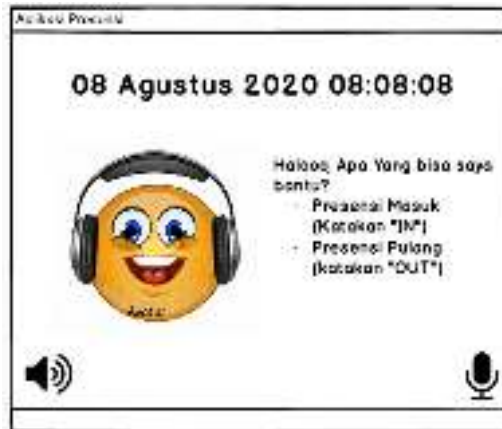 Aplikasi Presensi
08 Agustus 2020 08:08:08
Halooo, Apa Yang bisa saya
bantu?
- Presensi Masuk
(Katakan "IN")
- Presensi Pulang
(katakan "OUT")